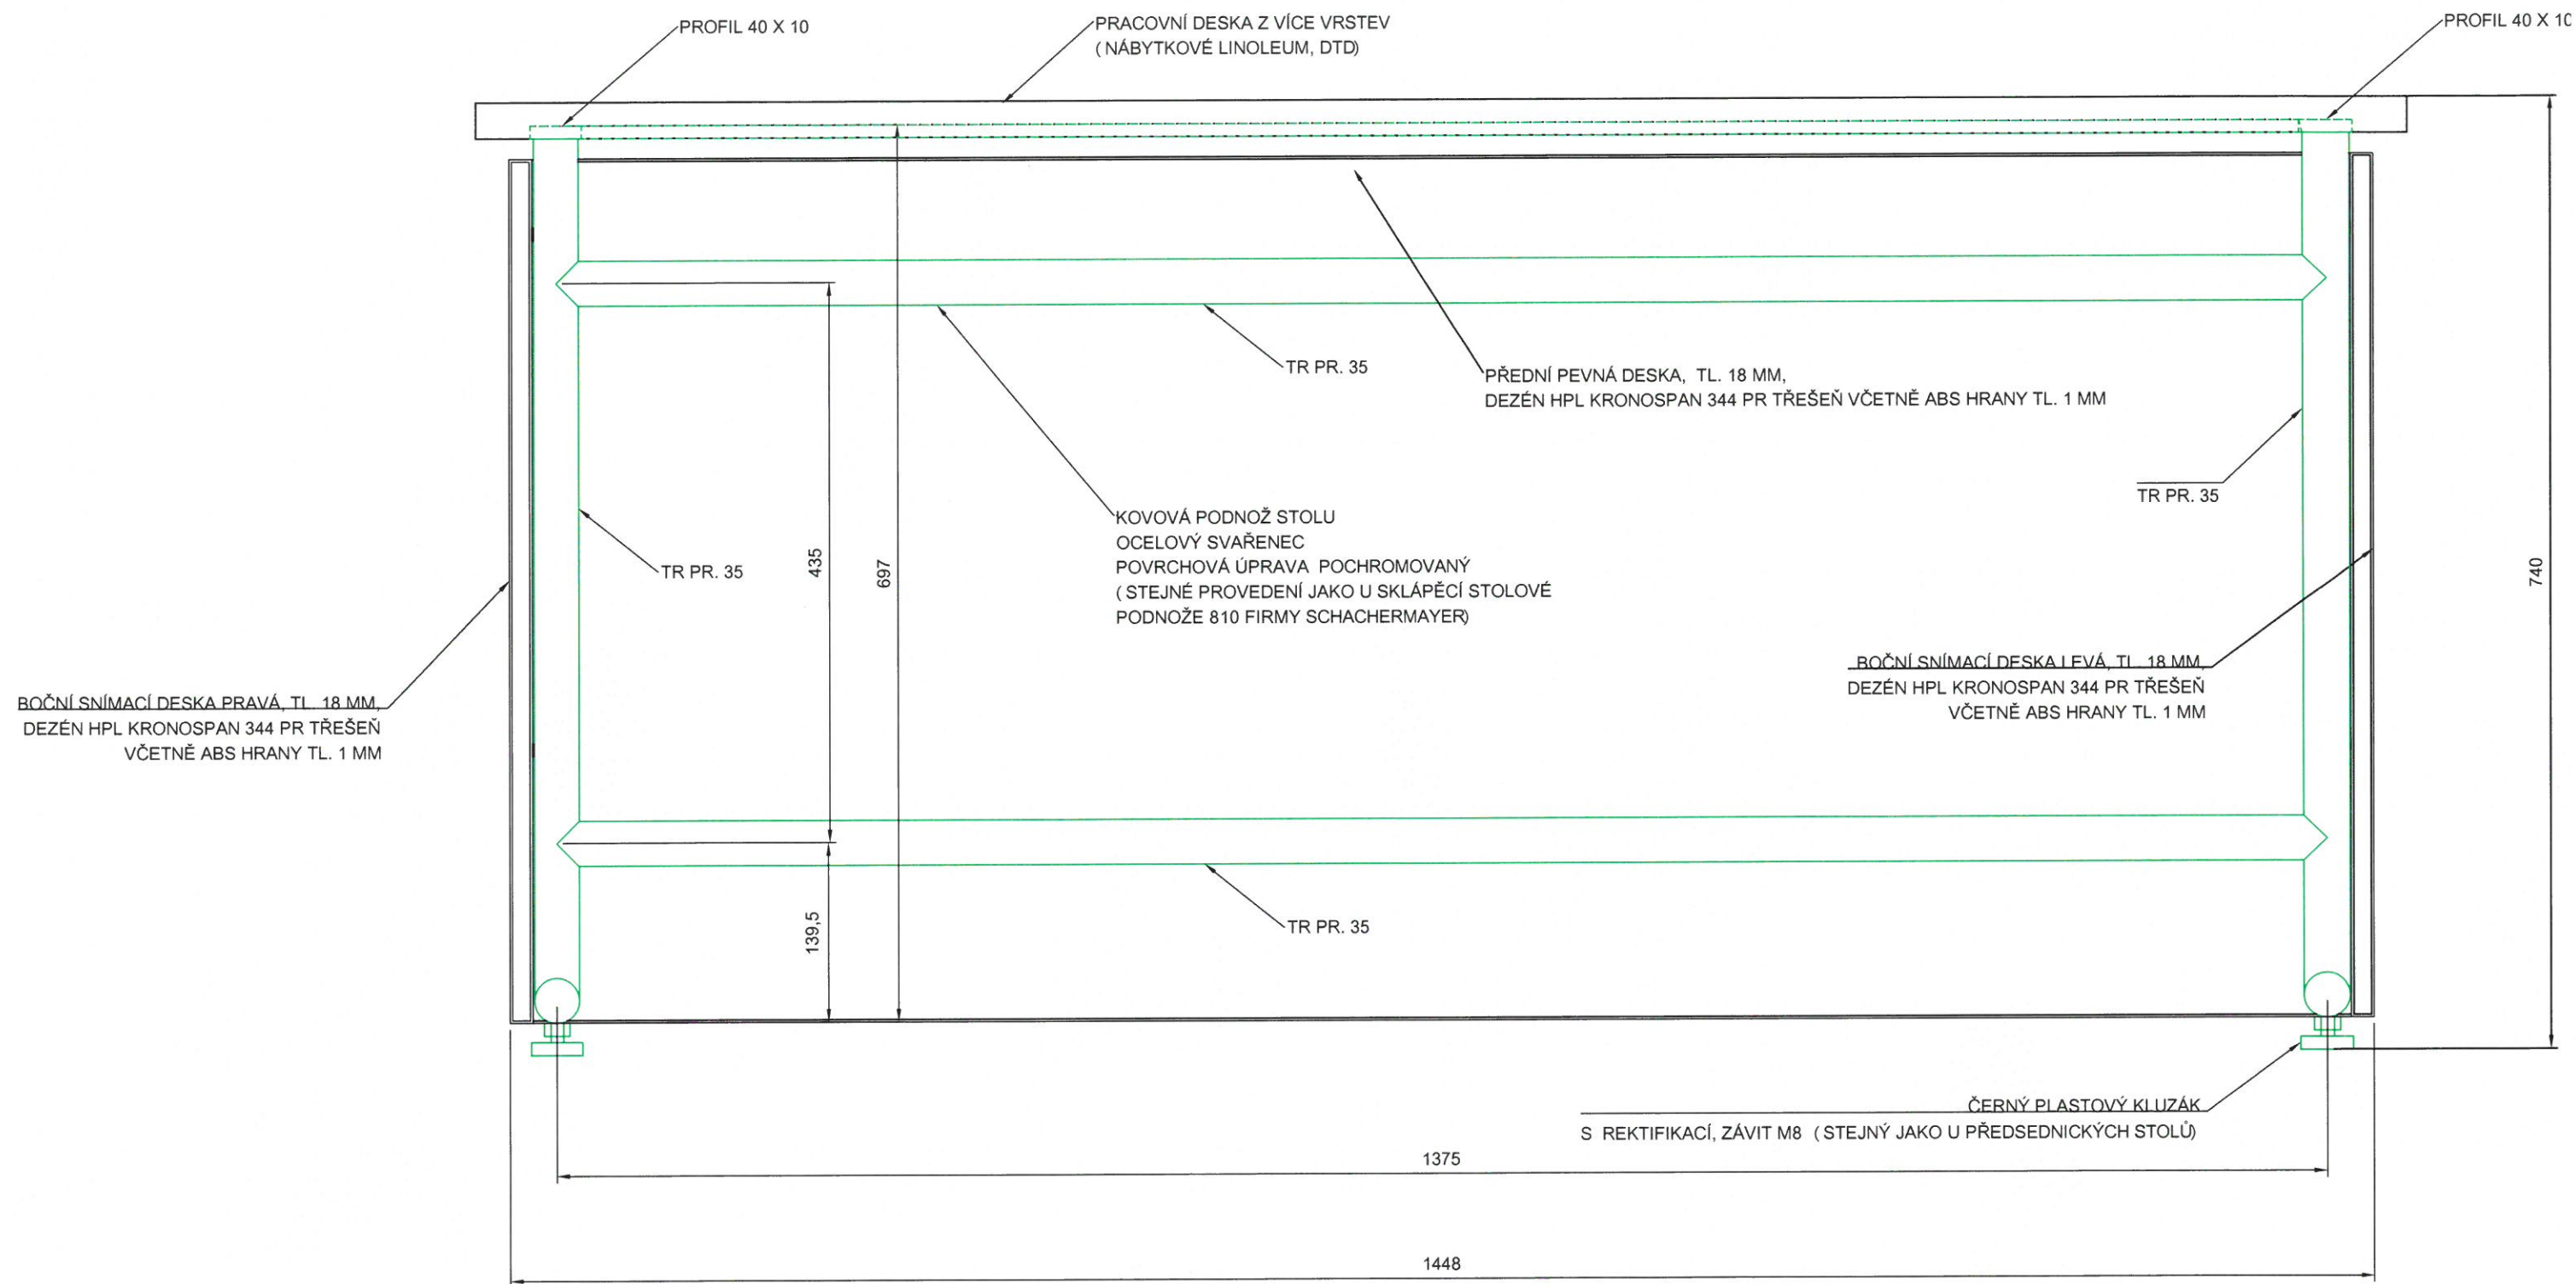 PROFIL 40 X 10
PRACOVNÍ DESKA Z VÍCE VRSTEV
( NÁBYTKOVÉ LINOLEUM, DTD)
PROFIL 40 X 10
TR PR. 35
PŘEDNÍ PEVNÁ DESKA, TL. 18 MM,
DEZÉN HPL KRONOSPAN 344 PR TŘEŠEŇ VČETNĚ ABS HRANY TL. 1 MM
TR PR. 35
KOVOVÁ PODNOŽ STOLU
OCELOVÝ SVAŘENEC
POVRCHOVÁ ÚPRAVA POCHROMOVANÝ
( STEJNÉ PROVEDENÍ JAKO U SKLÁPĚCÍ STOLOVÉ
PODNOŽE 810 FIRMY SCHACHERMAYER)
TR PR. 35
435
697
740
BOČNÍ SNÍMACÍ DESKA PRAVÁ, TL. 18 MM,
DEZÉN HPL KRONOSPAN 344 PR TŘEŠEŇ
VČETNĚ ABS HRANY TL. 1 MM
BOČNÍ SNÍMACÍ DESKA LEVÁ, TL. 18 MM,
DEZÉN HPL KRONOSPAN 344 PR TŘEŠEŇ
VČETNĚ ABS HRANY TL. 1 MM
139,5
TR PR. 35
ČERNÝ PLASTOVÝ KLUZÁK
S REKTIFIKACÍ, ZÁVIT M8 ( STEJNÝ JAKO U PŘEDSEDNICKÝCH STOLŮ)
1375
1448